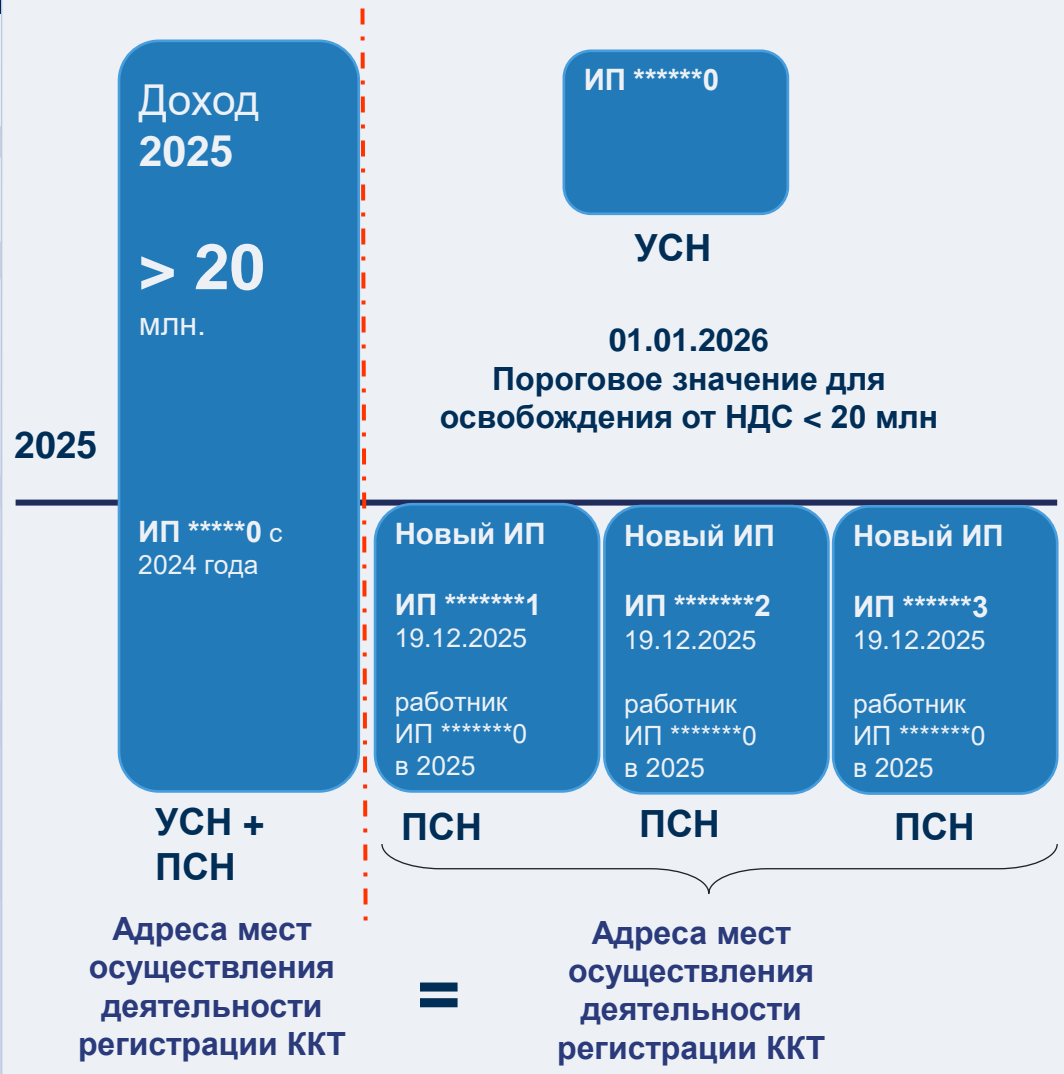 Доход
2025
> 20
млн.
2025
ИП *****0 с
2024 года
УСН +
ПСН
Адреса мест
осуществления
деятельности
регистрации ККТ
ИП ******0
УСН
01.01.2026
Пороговое значение для
освобождения от НДС < 20 млн
Новый ИП
ИП *******1
19.12.2025
работник
ИП *******0
в 2025
ПСН
Новый ИП
ИП *******2
19.12.2025
работник
ИП *******0
в 2025
ПСН
Новый ИП
ИП ******3
19.12.2025
работник
ИП *******0
в 2025
ПСН
=
Адреса мест
осуществления
деятельности
регистрации ККТ